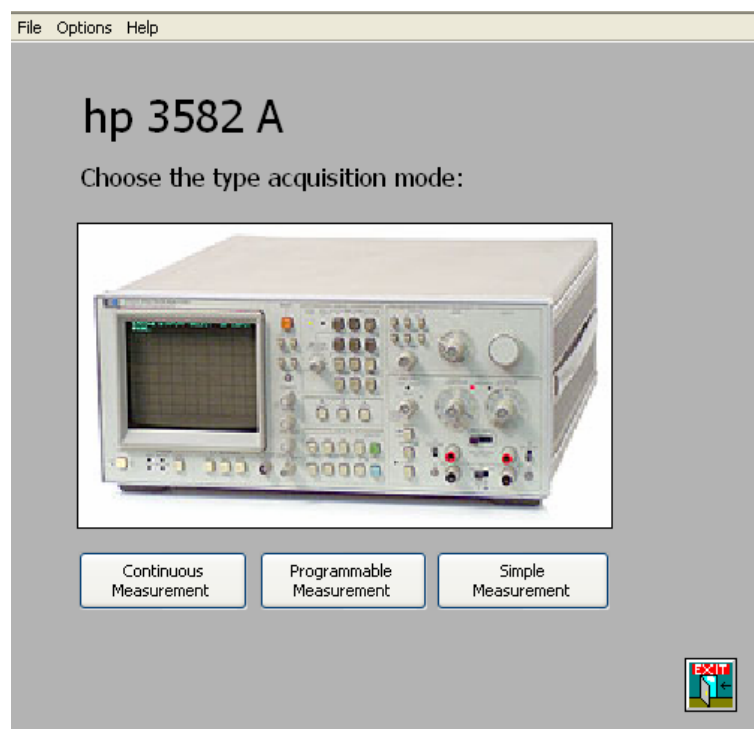 File Options Help
hp 3582 A
Choose the type acquisition mode:
Continuous
Measurement
Programmable
Measurement
Simple
Measurement
EXIT